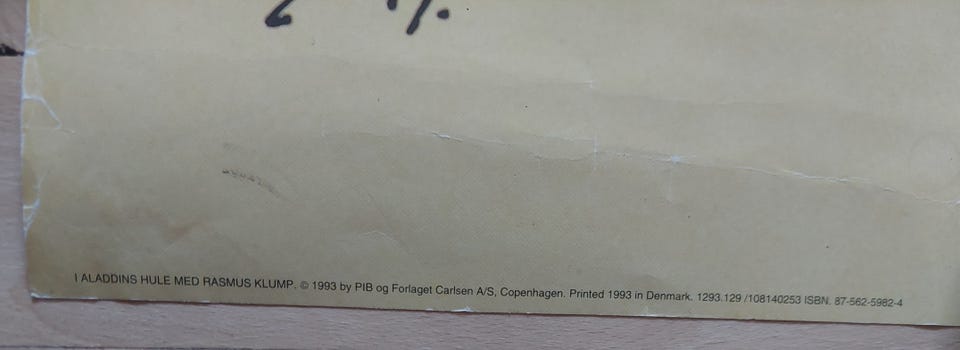 I ALADDINS HULE MED RASMUS KLUMP. © 1993 by PIB og Forlaget Carlsen A/S, Copenhagen. Printed 1993 in Denmark. 1293.129 /108140253 ISBN. 87-562-5982-4